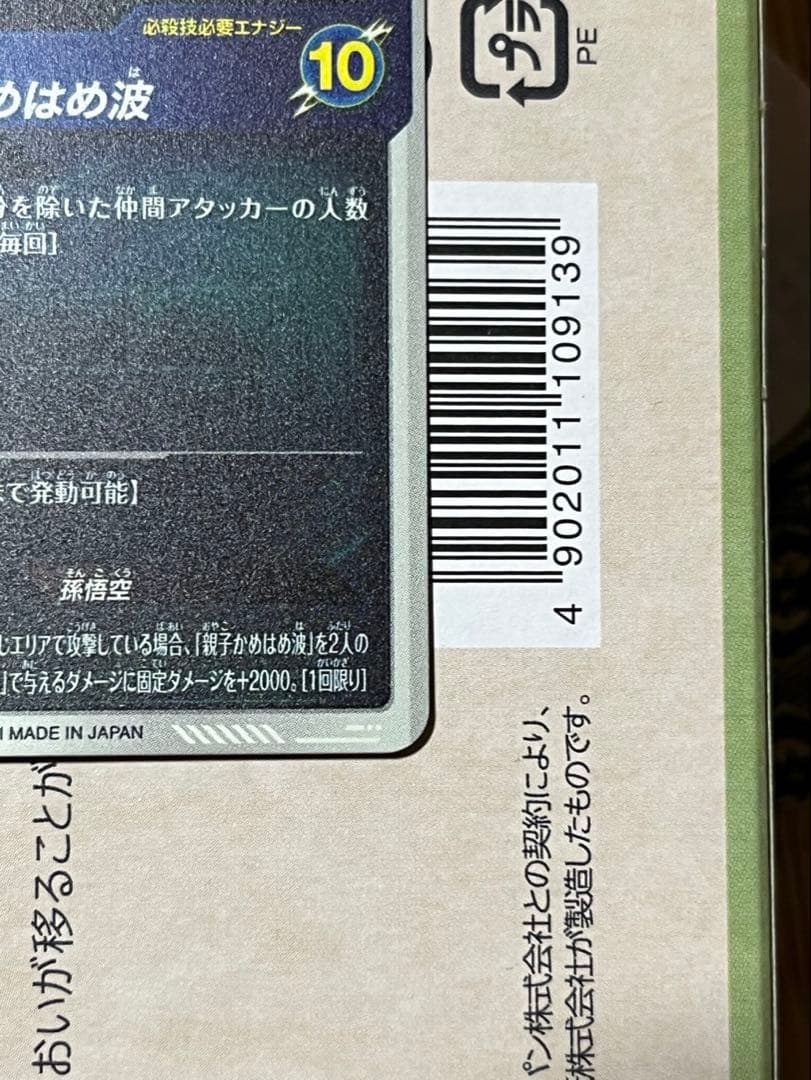 必殺技必要エナジー
10
めはめ波
を除いた仲間アタッカーの人数
毎回]
で発動可能】
孫悟空
エリアで攻撃している場合、「親子かめはめ波」を2人の
」で与えるダメージに固定ダメージを+2000。[1回限り]
MADE IN JAPAN
プラ
PE
4 902011 109139
パン株式会社との契約により、
株式会社が製造したものです。
おいが移ることが